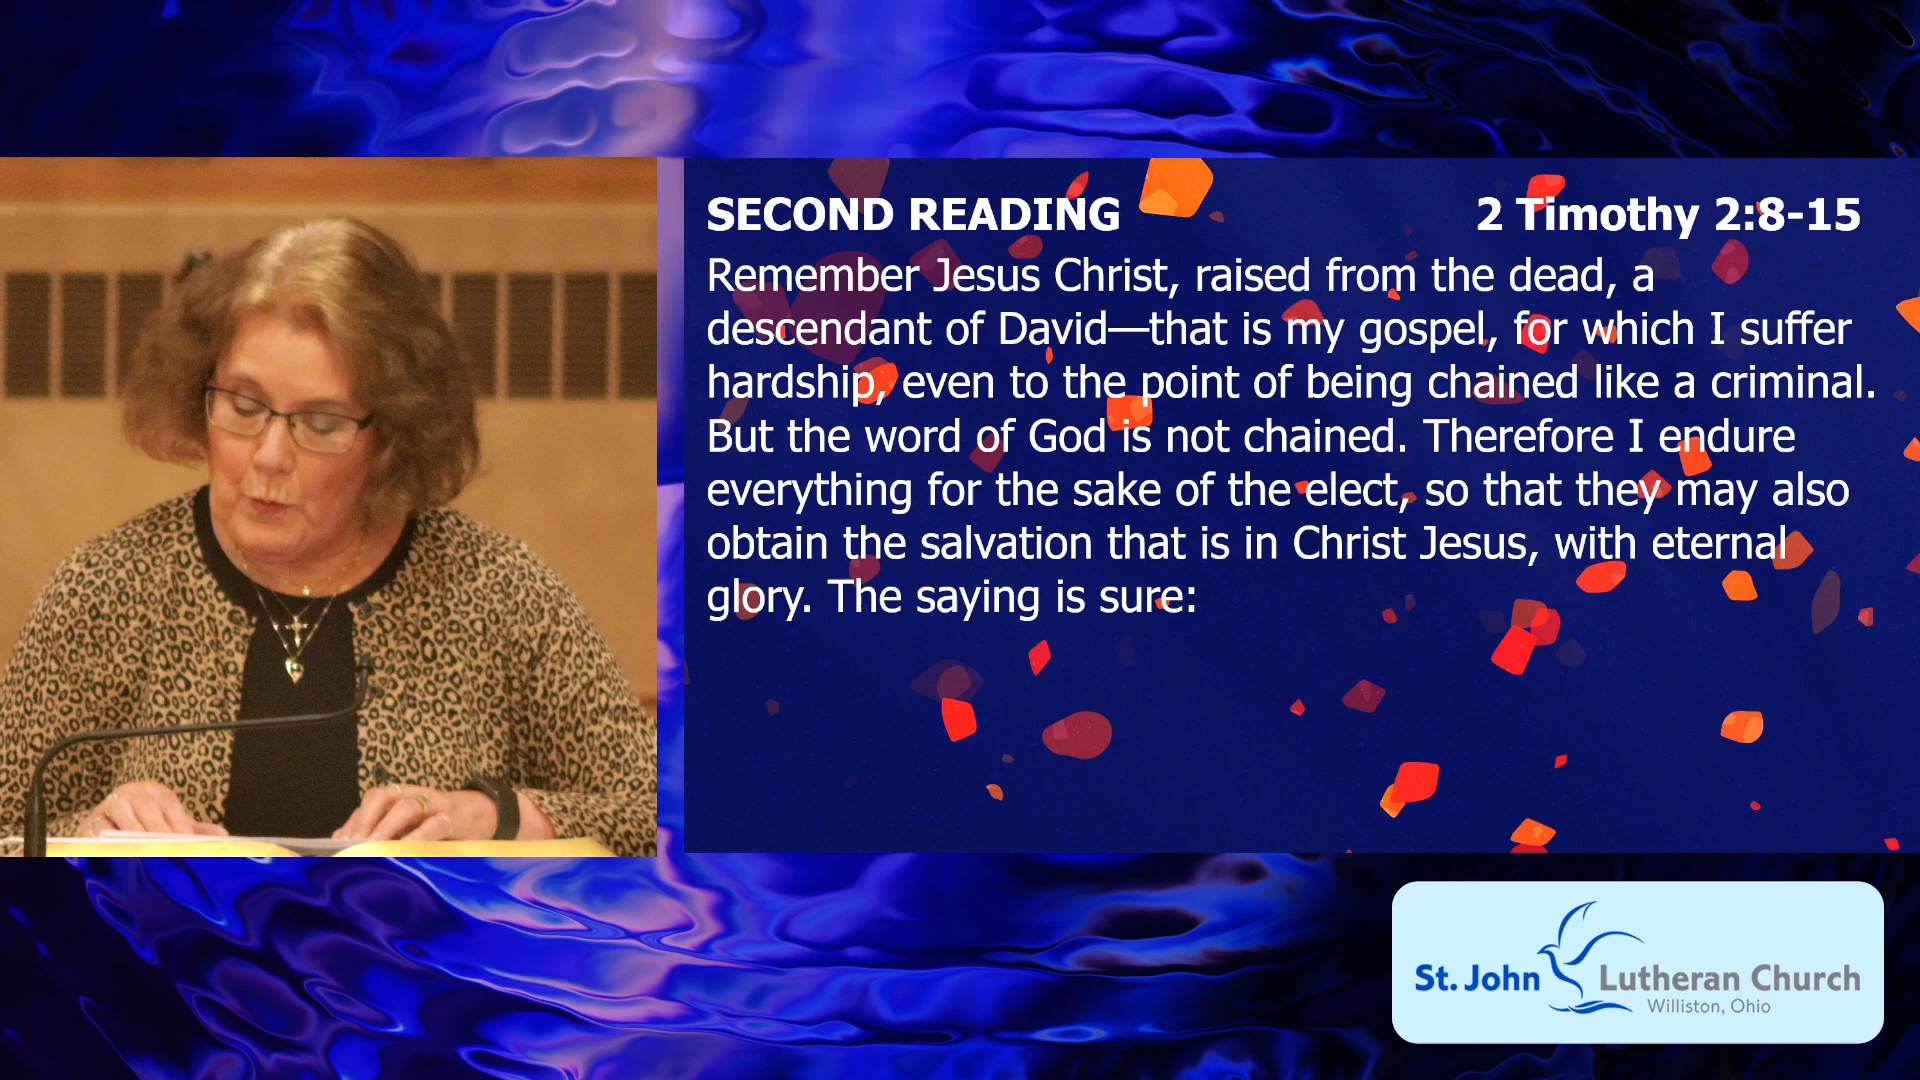 SECOND READING 2 Timothy 2:8-15
Remember Jesus Christ, raised from the dead, a
descendant of David—that is my gospel, for which I suffer
hardship, even to the point of being chained like a criminal.
But the word of God is not chained. Therefore I endure
everything for the sake of the elect, so that they may also
obtain the salvation that is in Christ Jesus, with eternal
glory. The saying is sure:
St. John Lutheran Church
Williston, Ohio